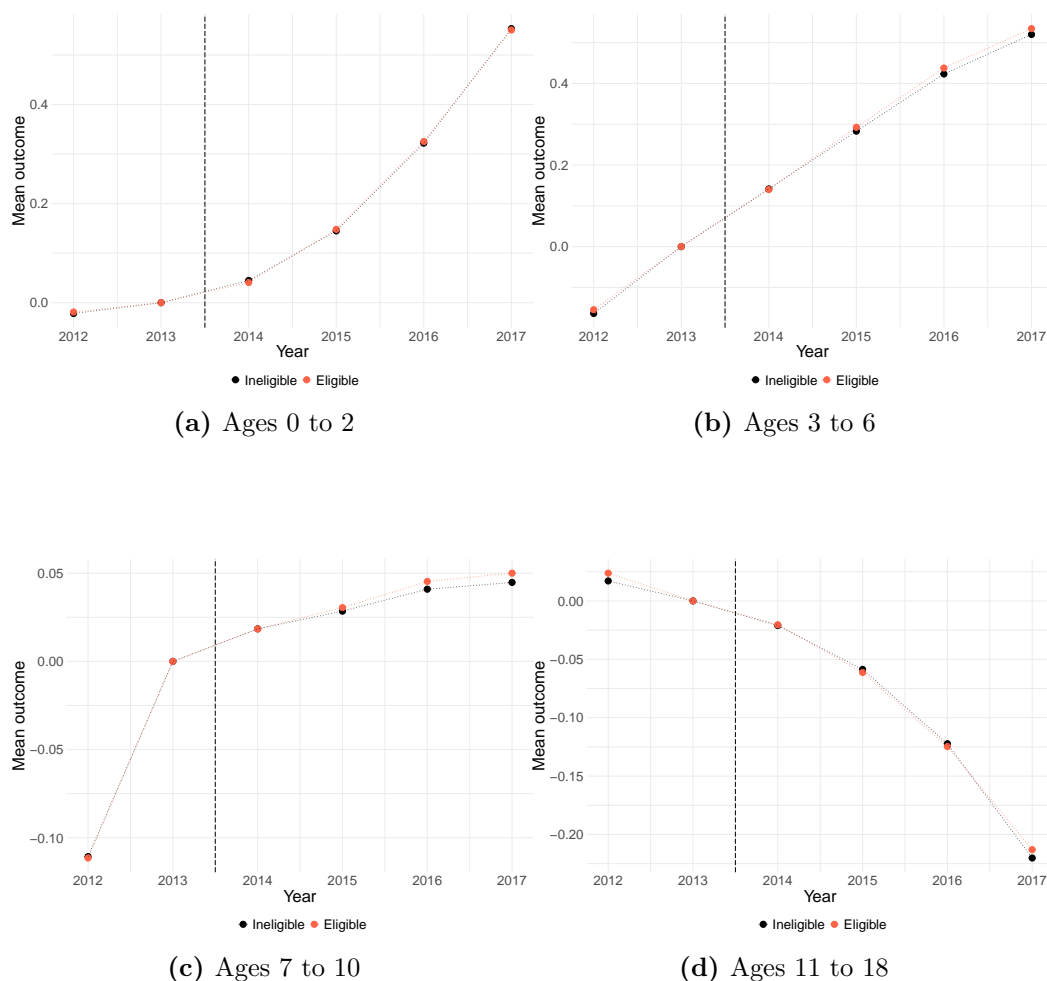 Mean outcome
0.4
0.2
0.0
2012 2013 2014 2015 2016 2017
Year
Ineligible Eligible
(a) Ages 0 to 2
Mean outcome
0.4
0.2
0.0
2012 2013 2014 2015 2016 2017
Year
Ineligible Eligible
(b) Ages 3 to 6
Mean outcome
0.05
0.00
−0.05
−0.10
2012 2013 2014 2015 2016 2017
Year
Ineligible Eligible
(c) Ages 7 to 10
Mean outcome
0.00
−0.05
−0.10
−0.15
−0.20
2012 2013 2014 2015 2016 2017
Year
Ineligible Eligible
(d) Ages 11 to 18